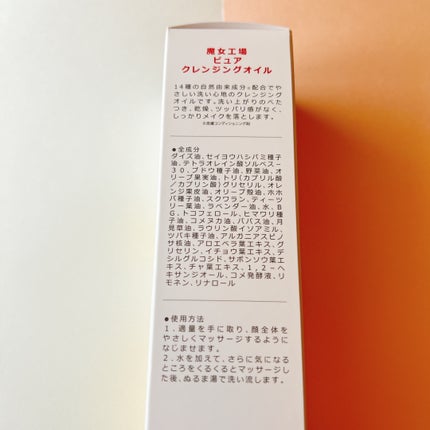 魔女工場
ピュア
クレンジングオイル
14種の自然由来成分※配合で
やさしい洗い心地のクレンジング
オイルです。洗い上がりのべた
つき、乾燥、ツッパリ感がなく、
しっかりメイクを落とします。
※皮膚コンディショニング剤
●全成分
ダイズ油、セイヨウハシバミ種子
油、テトラオレイン酸ソルベス－
30、ブドウ種子油、野菜油、オ
リーブ果実油、トリ(カプリル酸
/カプリン酸)グリセリル、オレン
ジ果皮油、オリーブ殻油、ホホ
バ種子油、スクワラン、ティーツ
リー葉油、ラベンダー油、水、B
G、トコフェロール、ヒマワリ種
子油、コメヌカ油、ババス油、月
見草油、ラウリン酸イソアミル、
ツバキ種子油、アルガニアスピノ
サ核油、アロエベラ葉エキス、グ
リセリン、イチョウ葉エキス、デ
シルグルコシド、サボンソウ葉エ
キス、チャ葉エキス、1，2－ヘ
キサンジオール、コメ発酵液、リ
モネン、リナロール
●使用方法
1、適量を手に取り、顔全体を
やさしくマッサージするように
なじませます。
2、水を加えて、さらに気になる
ところをくるくるとマッサージし
た後、ぬるま湯で洗い流します。